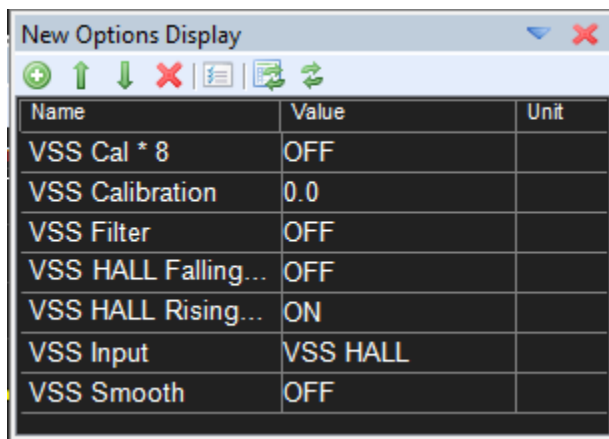 New Options Display
Name Value Unit
VSS Cal * 8 OFF
VSS Calibration 0.0
VSS Filter OFF
VSS HALL Falling... OFF
VSS HALL Rising... ON
VSS Input VSS HALL
VSS Smooth OFF